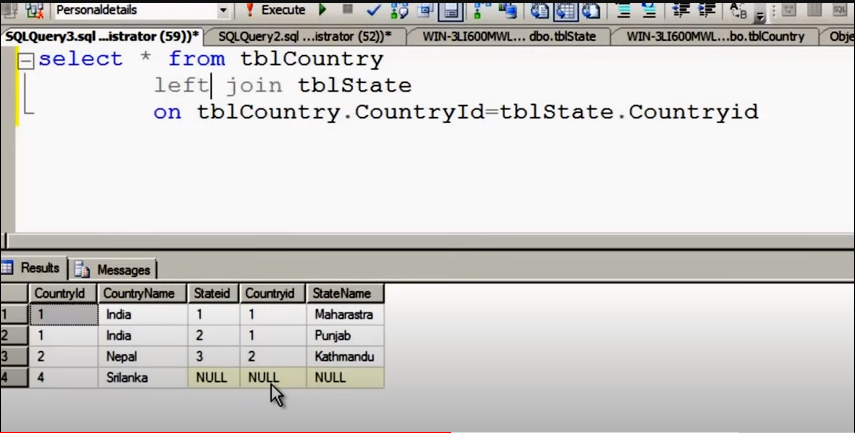 Personaldetails Execute
SQLQuery3.sql ...istrator (59))* SQLQuery2.sql ...istrator (52))* WIN-3LI600MWL... dbo.tblState WIN-3LI600MWL...bo.tblCountry Obje
select * from tblCountry
left join tblState
on tblCountry.CountryId=tblState.Countryid
Results Messages
CountryId CountryName Stateid Countryid StateName
1 1 India 1 1 Maharastra
2 1 India 2 1 Punjab
3 2 Nepal 3 2 Kathmandu
4 4 Srilanka NULL NULL NULL